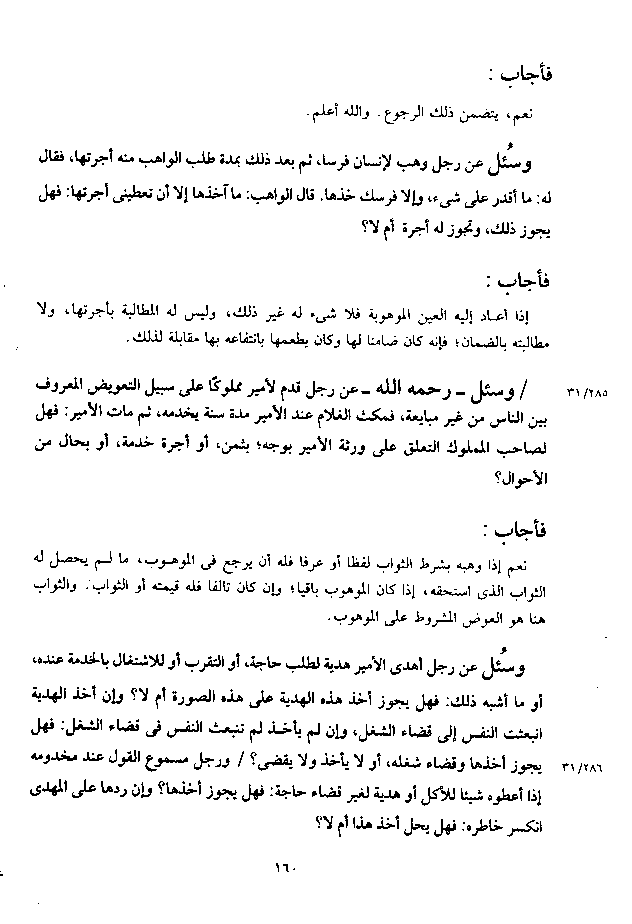 فأجاب :
نعم، يتضمن ذلك الرجوع. والله أعلم.
وسُئل عن رجل وهب لإنسان فرسا، ثم بعد ذلك بمدة طلب الواهب منه أجرتها، فقال
له: ما أقدر على شىء، وإلا فرسك خذها. قال الواهب: ما آخذها إلا أن تعطينى أجرتها: فهل
يجوز ذلك، وتجوز له أجرة أم لا؟
فأجاب :
إذا أعاد إليه العين الموهوبة فلا شىء له غير ذلك، وليس له المطالبة بأجرتها، ولا
مطالبته بالضمان؛ فإنه كان ضامنا لها وكان يطعمها بانتفاعه بها مقابلة لذلك.
٣١/٢٨٥ / وسئل ـ رحمه الله ـ عن رجل قدم لأمير مملوكًا على سبيل التعويض المعروف
بين الناس من غير مبايعة، فمكث الغلام عند الأمير مدة سنة يخدمه، ثم مات الأمير: فهل
لصاحب المملوك التعلق على ورثة الأمير بوجه؛ بثمن، أو أجرة خدمة، أو بحال من
الأحوال؟
فأجاب :
نعم إذا وهبه بشرط الثواب لفظا أو عرفا فله أن يرجع فى الموهوب، ما لم يحصل له
الثواب الذى استحقه، إذا كان الموهوب باقيا؛ وإن كان تالفا فله قيمته أو الثواب. والثواب
هنا هو العوض المشروط على الموهوب.
وسُئل عن رجل أهدى الأمير هدية لطلب حاجة، أو التقرب أو للاشتغال بالخدمة عنده،
أو ما أشبه ذلك: فهل يجوز أخذ هذه الهدية على هذه الصورة أم لا؟ وإن أخذ الهدية
انبعثت النفس إلى قضاء الشغل، وإن لم يأخذ لم تنبعث النفس فى قضاء الشغل: فهل
٣١/٢٨٦ يجوز أخذها وقضاء شغله، أو لا يأخذ ولا يقضى؟ / ورجل مسموع القول عند مخدومه
إذا أعطوه شيئا للأكل أو هدية لغير قضاء حاجة: فهل يجوز أخذها؟ وإن ردها على المهدى
انكسر خاطره: فهل يحل أخذ هذا أم لا؟
١٦٠